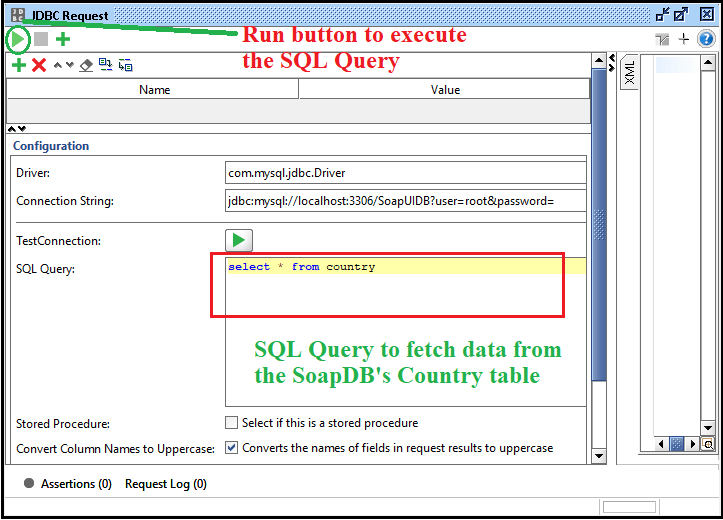 JDBC Request
Run button to execute
the SQL Query
XML
Name Value
Configuration
Driver: com.mysql.jdbc.Driver
Connection String: jdbc:mysql://localhost:3306/SoapUIDB?user=root&password=
TestConnection:
SQL Query: select * from country
SQL Query to fetch data from
the SoapDB's Country table
Stored Procedure: Select if this is a stored procedure
Convert Column Names to Uppercase: Converts the names of fields in request results to uppercase
Assertions (0) Request Log (0)